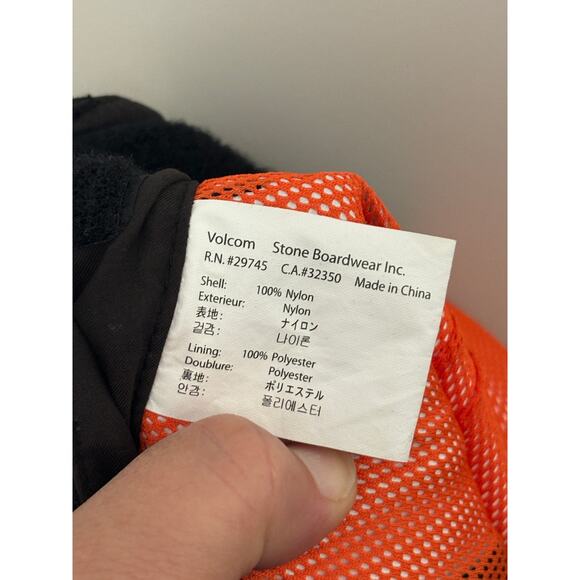 Volcom Stone Boardwear Inc.
R.N. #29745 C.A.#32350 Made in China
Shell: 100% Nylon
Exterieur: Nylon
表地: ナイロン
겉감: 나이론
Lining: 100% Polyester
Doublure: Polyester
裏地: ポリエステル
안감: 폴리에스터